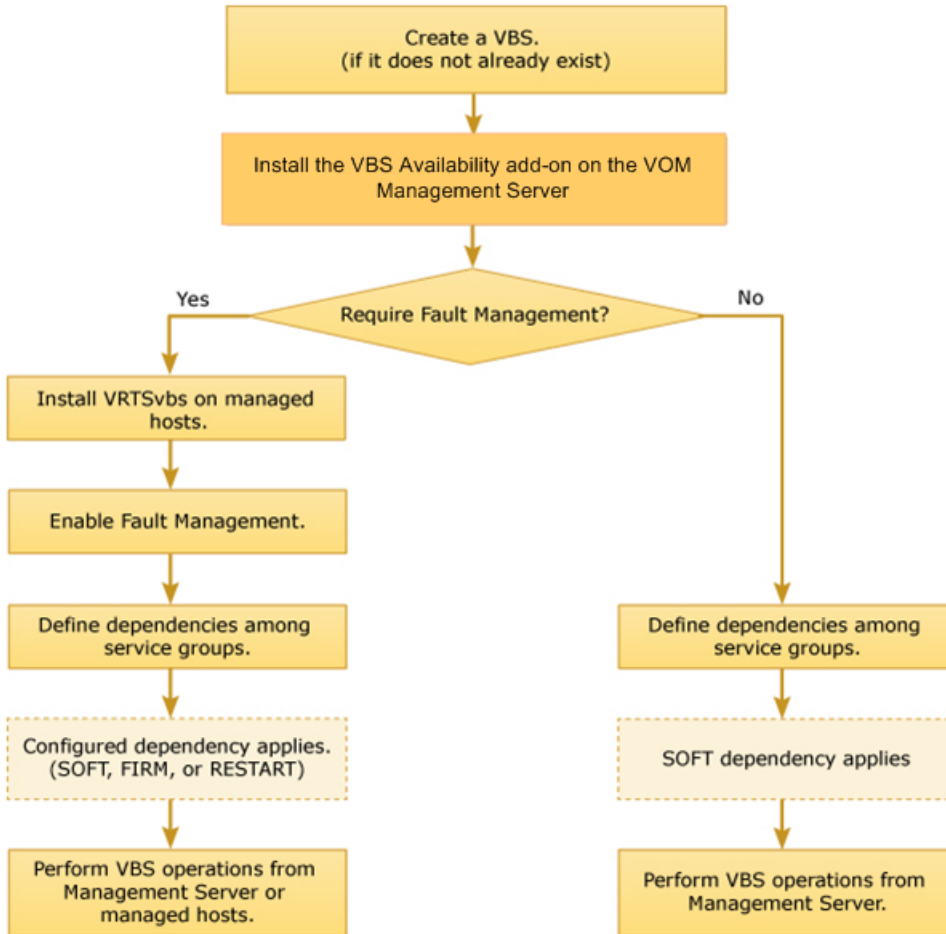 Create a VBS.
(if it does not already exist)
Install the VBS Availability add-on on the VOM
Management Server
Require Fault Management?
Yes
No
Install VRTSvbs on managed
hosts.
Enable Fault Management.
Define dependencies among
service groups.
Configured dependency applies.
(SOFT, FIRM, or RESTART)
Perform VBS operations from
Management Server or
managed hosts.
Define dependencies among
service groups.
SOFT dependency applies
Perform VBS operations from
Management Server.